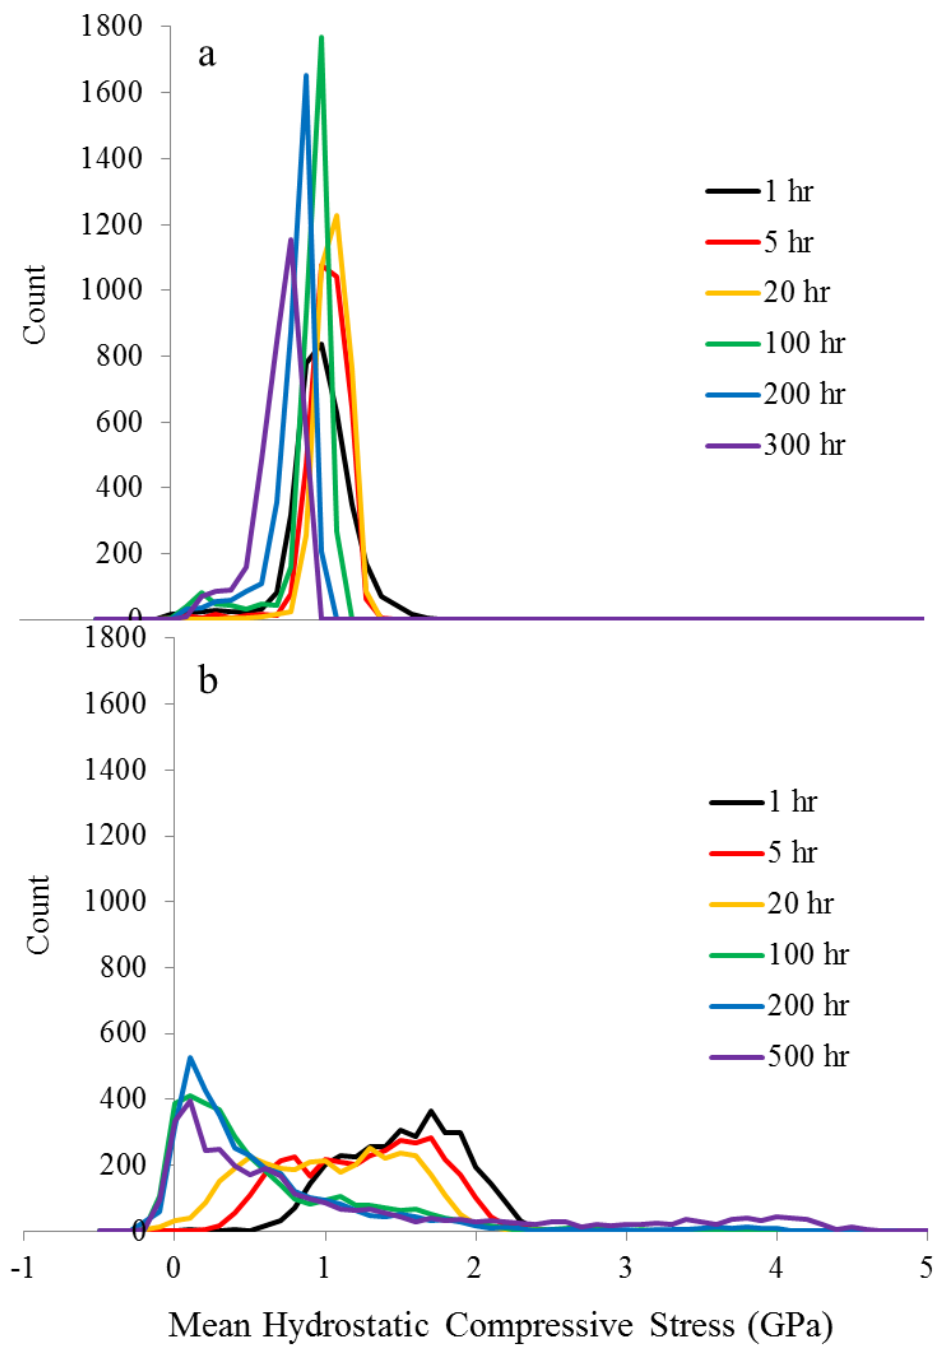 a
1800
1600
1400
1200
1000
800
600
400
200
0
Count
1 hr
5 hr
20 hr
100 hr
200 hr
300 hr
b
1800
1600
1400
1200
1000
800
600
400
200
0
Count
1 hr
5 hr
20 hr
100 hr
200 hr
500 hr
-1 0 1 2 3 4 5
Mean Hydrostatic Compressive Stress (GPa)